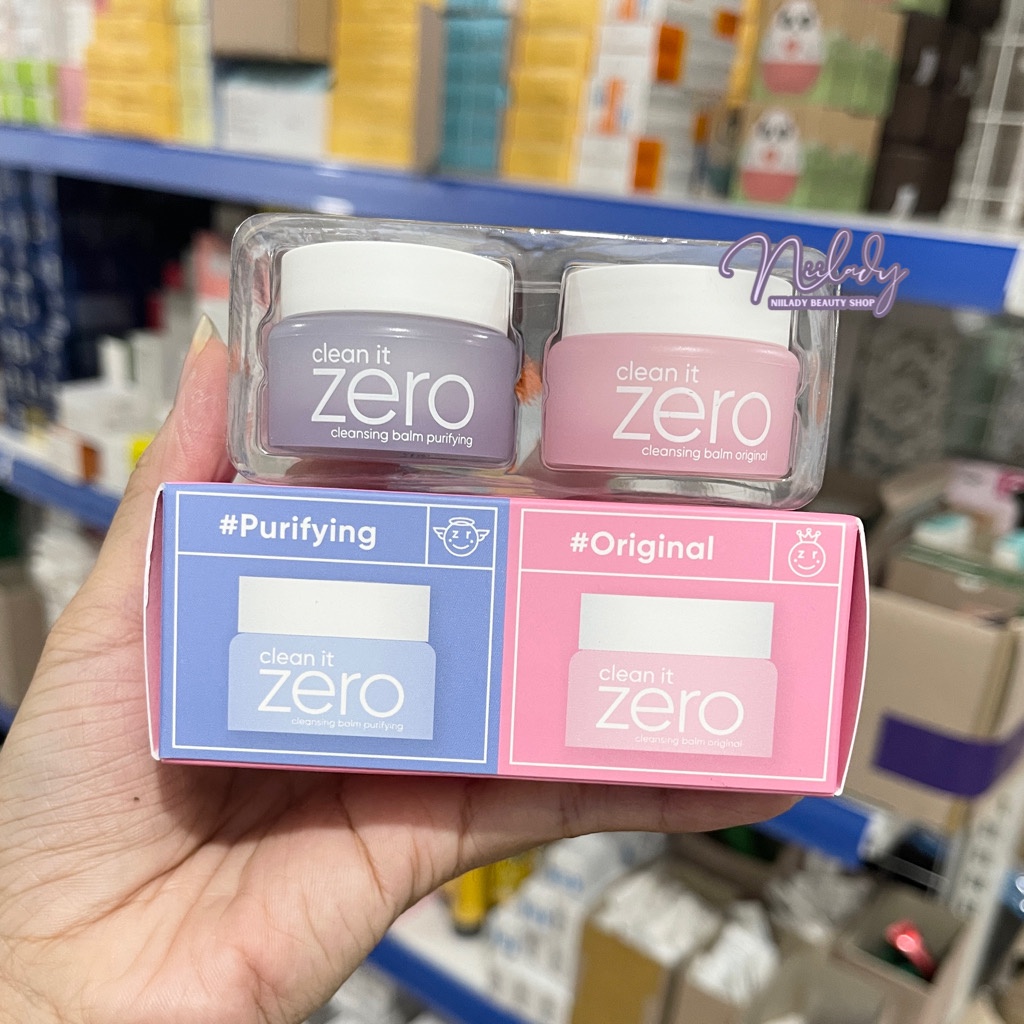 Niilady
NIILADY BEAUTY SHOP
clean it
zero
cleansing balm purifying
clean it
zero
cleansing balm original
#Purifying
z r
clean it
zero
cleansing balm purifying
#Original
z r
clean it
zero
cleansing balm original